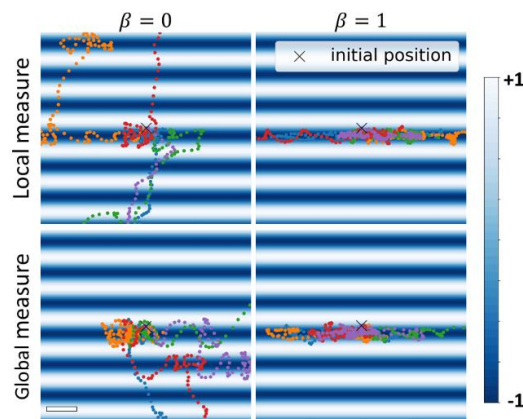 β = 0
β = 1
Local measure
× initial position
+1
Global measure
-1